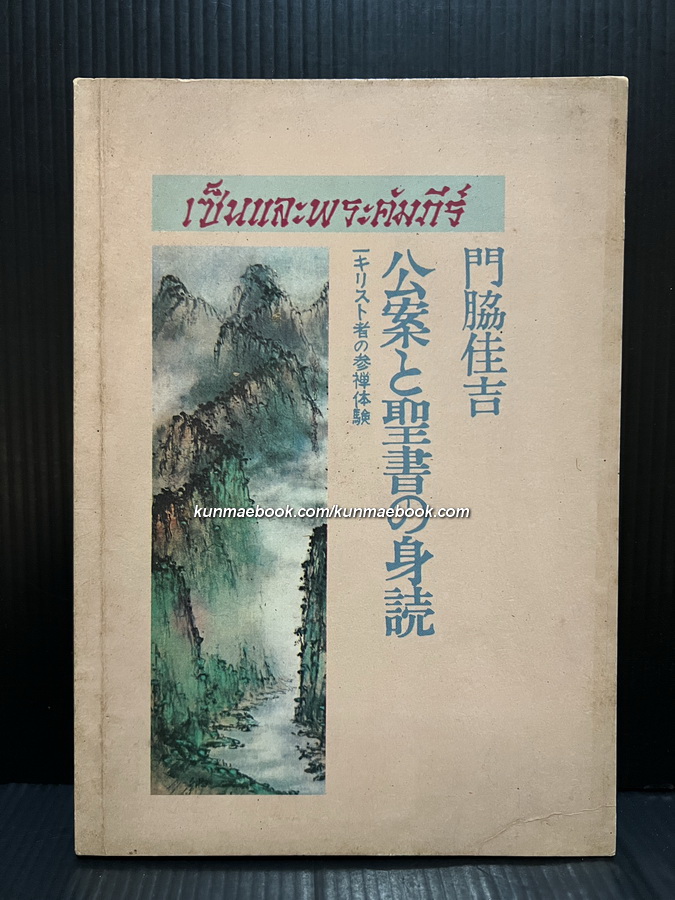 เซ็นและพระคัมภีร์
門脇佳吉
公案と聖書の身読
一キリスト者の参禅体験
kunmaebook.com/kunmaebook.com